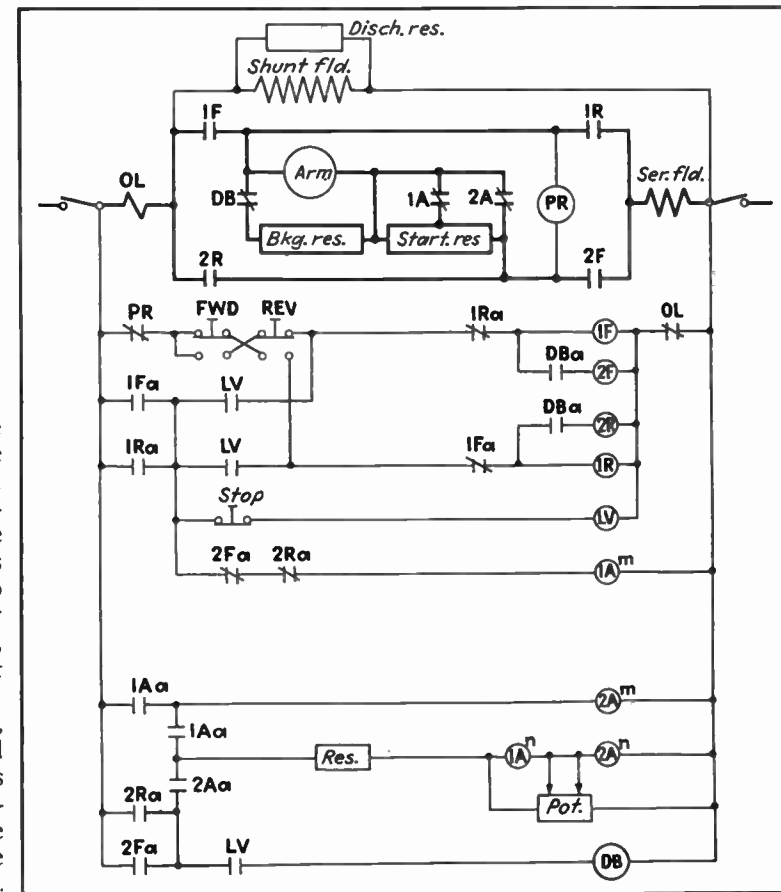 Disch. res.
Shunt fld.
1F
1R
OL
Arm
DB
1A
2A
PR
Ser. fld.
Bkg. res.
Start. res
2R
2F
PR
FWD
REV
1Ra
1F
OL
DBa
2F
1Fa
LV
DBa
2R
1Ra
LV
1Fa
1R
Stop
LV
2Fa
2Ra
1A m
1Aa
2A m
1Aa
Res.
1A n
2A n
2Aa
Pot.
2Ra
2Fa
LV
DB